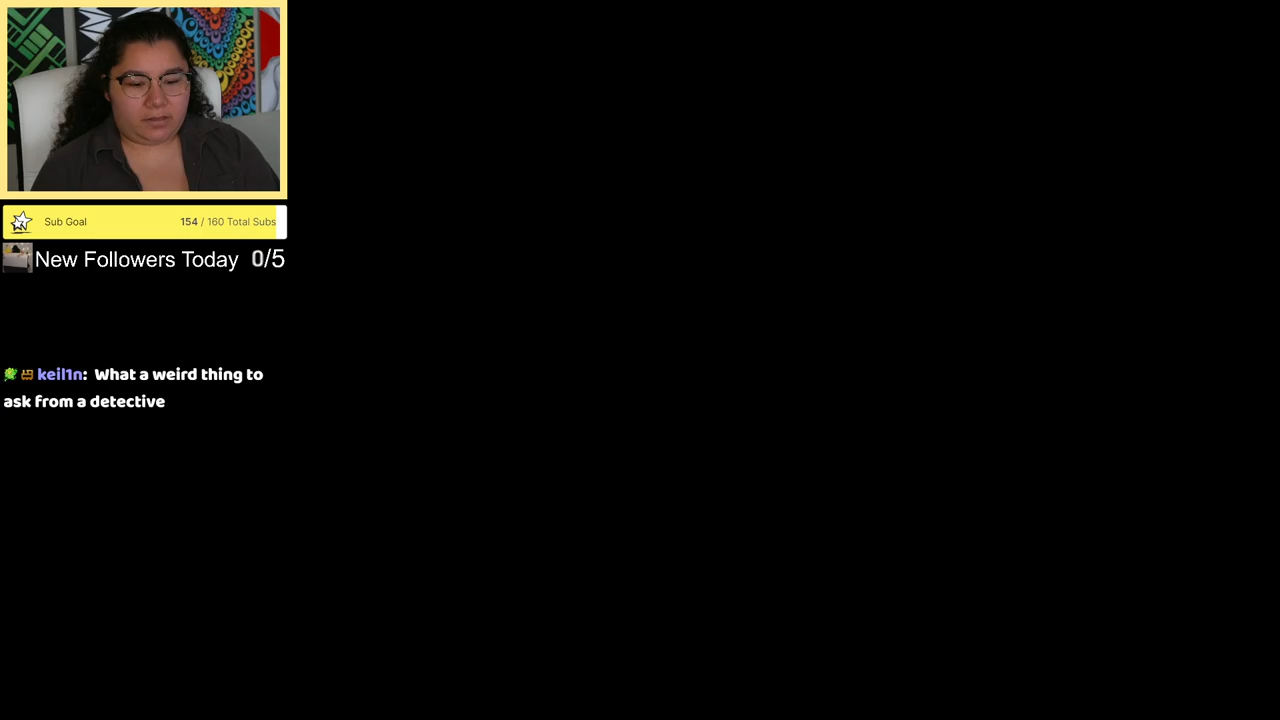 Sub Goal 154 / 160 Total Subs
New Followers Today 0/5
keil1n: What a weird thing to
ask from a detective